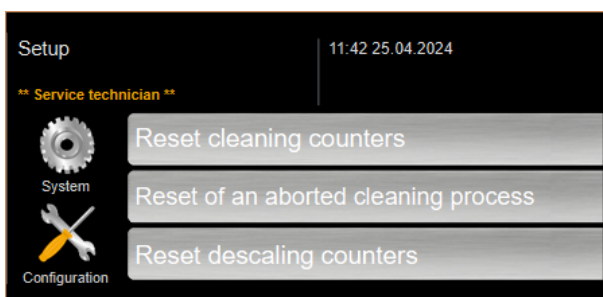 Setup
11:42 25.04.2024
** Service technician **
Reset cleaning counters
System
Reset of an aborted cleaning process
Reset descaling counters
Configuration